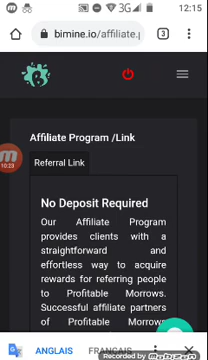 3G 12:15
bimine.io/affiliate.p 3
10:23
Affiliate Program /Link
Referral Link
No Deposit Required
Our Affiliate Program
provides clients with a
straightforward and
effortless way to acquire
rewards for referring people
to Profitable Morrows.
Successful affiliate partners
of Profitable Morrows
ANGLAIS FRANÇAIS
Recorded by